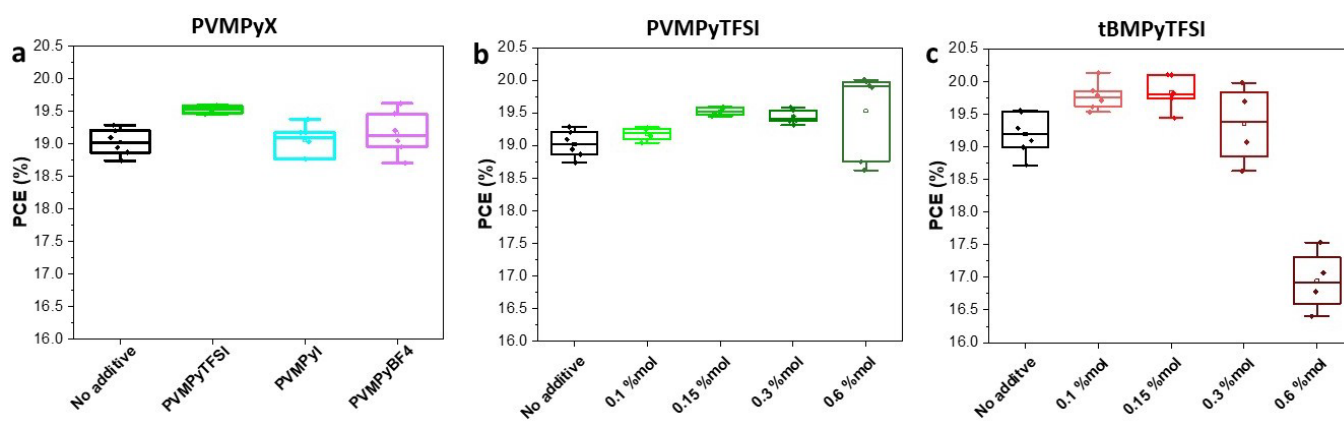 PVMPyX
a
20.5
20.0
19.5
19.0
18.5
18.0
17.5
17.0
16.5
16.0
PCE (%)
No additive
PVMPyTFSI
PVMPyI
PVMPyBF4
PVMPyTFSI
b
20.5
20.0
19.5
19.0
18.5
18.0
17.5
17.0
16.5
16.0
PCE (%)
No additive
0.1 %mol
0.15 %mol
0.3 %mol
0.6 %mol
tBMPyTFSI
c
20.5
20.0
19.5
19.0
18.5
18.0
17.5
17.0
16.5
16.0
PCE (%)
No additve
0.1 %mol
0.15 %mol
0.3 %mol
0.6 %mol